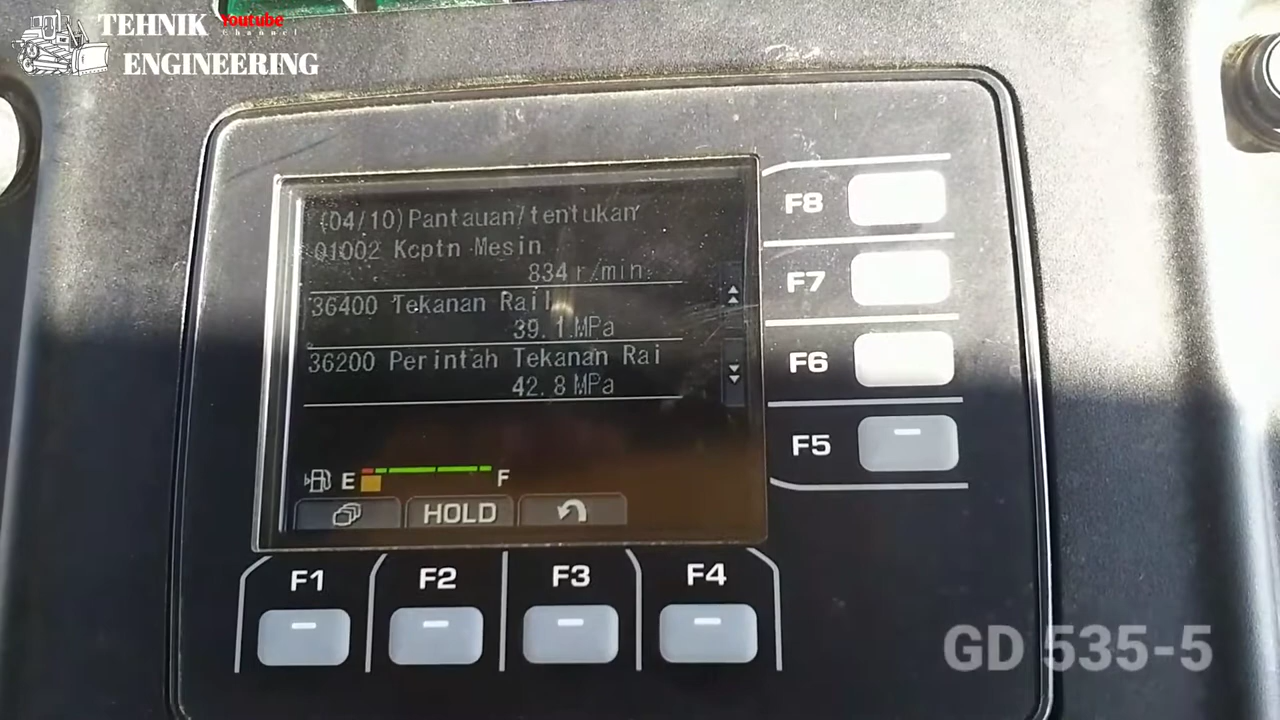 TEHNIK Youtube
Channel
ENGINEERING
(04/10)Pantauan/tentukan
01002 Kcptn Mesin
834 r/min
36400 Tekanan Rail
39.1 MPa
36200 Perintah Tekanan Rai
42.8 MPa
E F
HOLD
F8
F7
F6
F5
F1 F2 F3 F4
GD 535-5